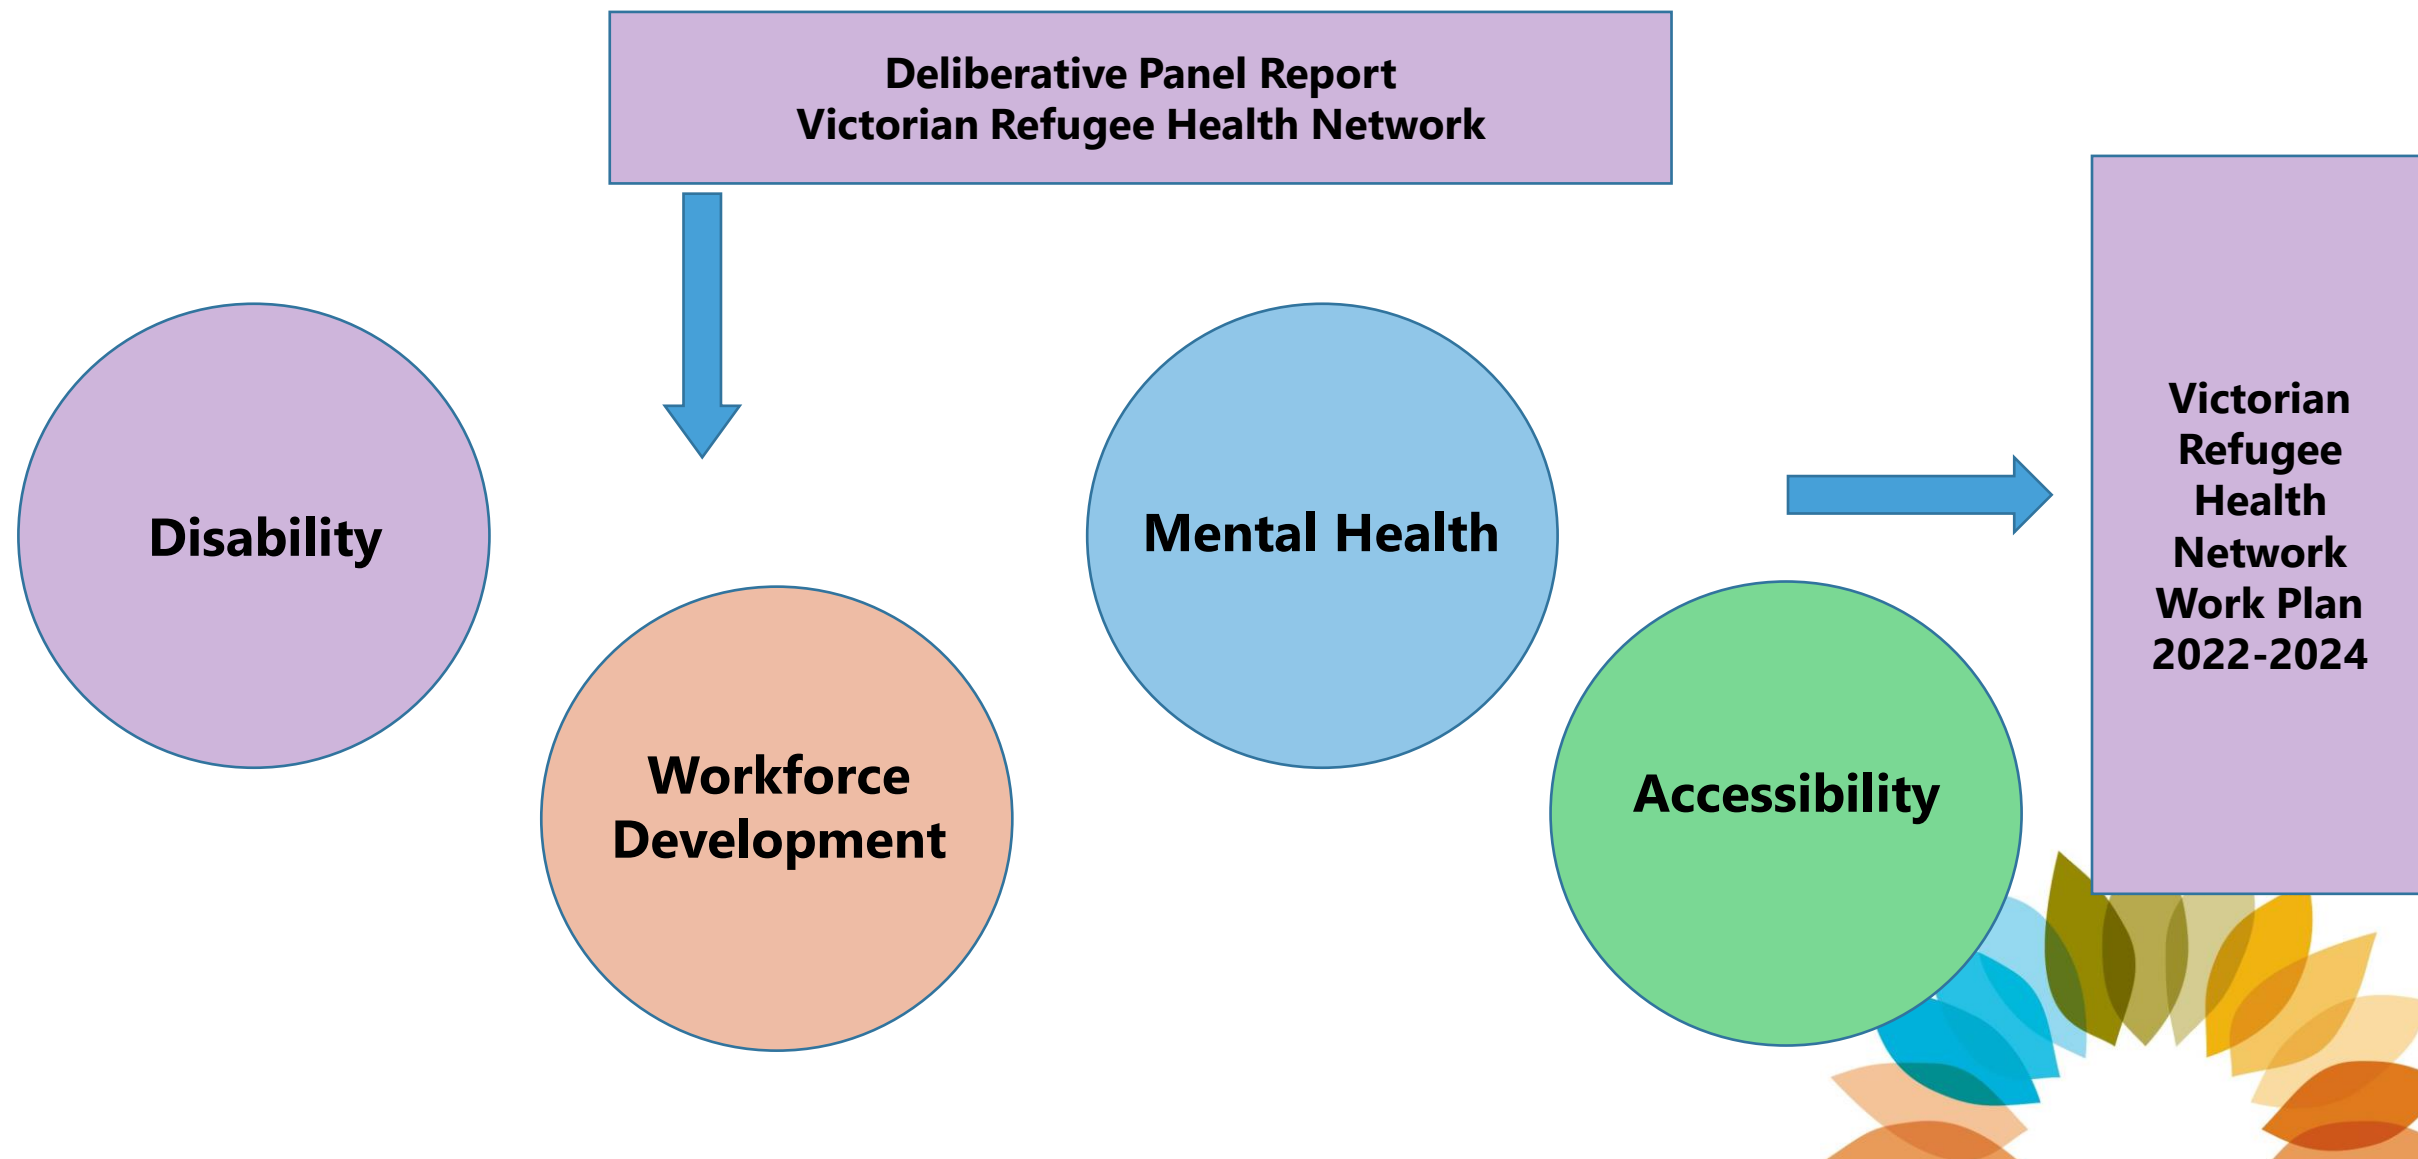 Deliberative Panel Report
Victorian Refugee Health Network
Disability
Workforce
Development
Mental Health
Accessibility
Victorian
Refugee
Health
Network
Work Plan
2022-2024